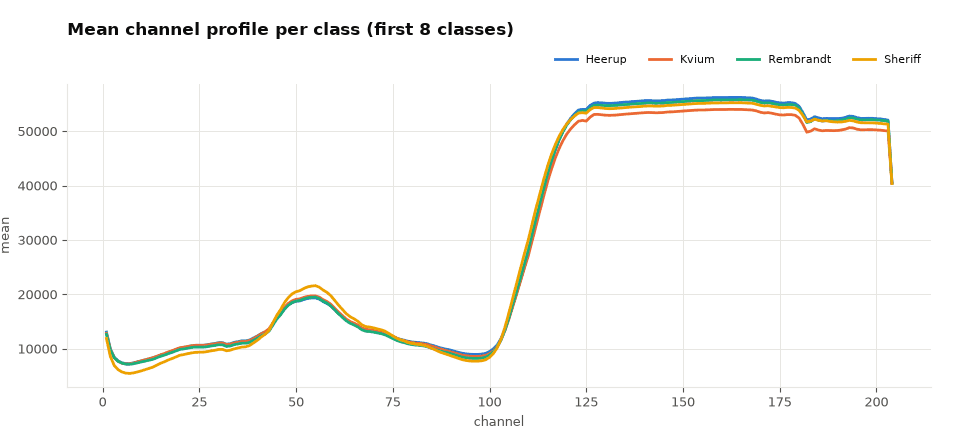 Mean channel profile per class (first 8 classes)
Heerup Kvium Rembrandt Sheriff
50000
40000
30000
20000
10000
mean
0 25 50 75 100 125 150 175 200
channel